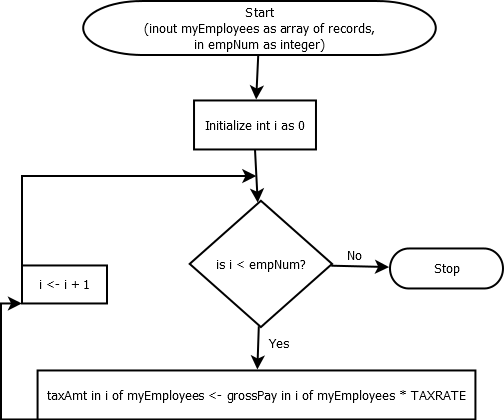 Start
(inout myEmployees as array of records,
in empNum as integer)
Initialize int i as 0
is i < empNum?
No
Stop
i <- i + 1
Yes
taxAmt in i of myEmployees <- grossPay in i of myEmployees * TAXRATE